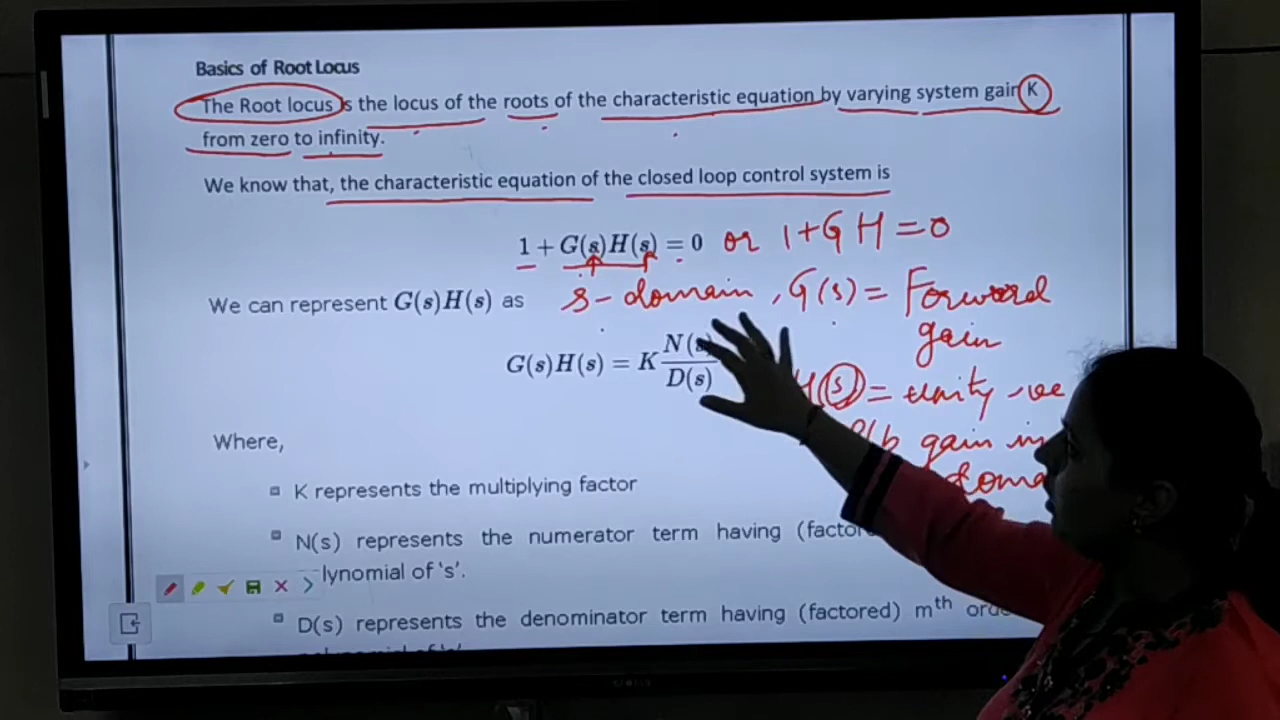 Basics of Root Locus
The Root locus is the locus of the roots of the characteristic equation by varying system gain K
from zero to infinity.
We know that, the characteristic equation of the closed loop control system is
1 + G(s)H(s) = 0 or 1+GH=0
We can represent G(s)H(s) as s-domain, G(s) = Forward
gain
G(s)H(s) = K N(s)/D(s)
H(s) = unity -ve
f/b gain in
Where,
K represents the multiplying factor
N(s) represents the numerator term having
lynomial of 's'.
D(s) represents the denominator term having (factored) mth